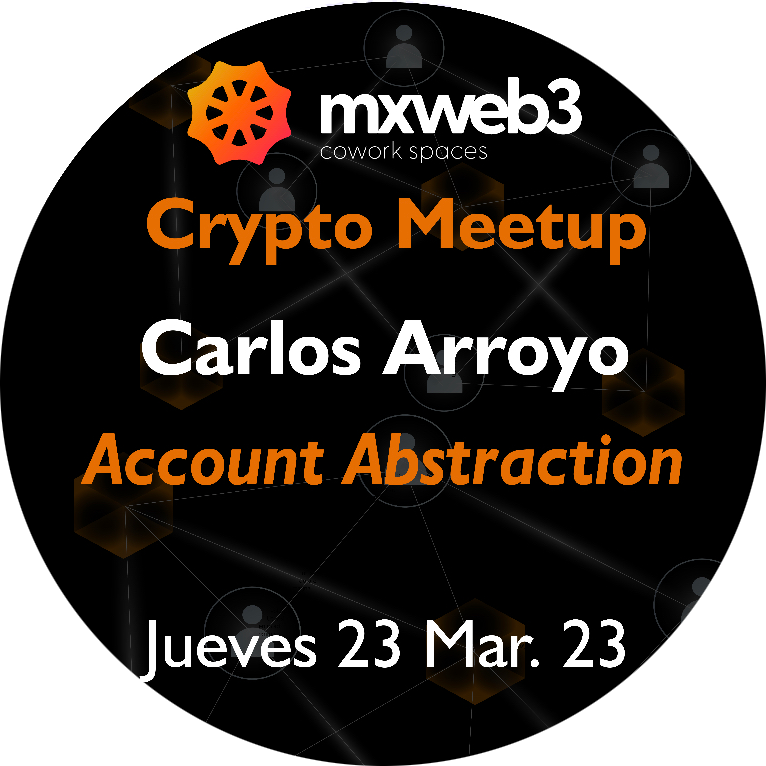 mxweb3
cowork spaces
Crypto Meetup
Carlos Arroyo
Account Abstraction
Jueves 23 Mar. 23